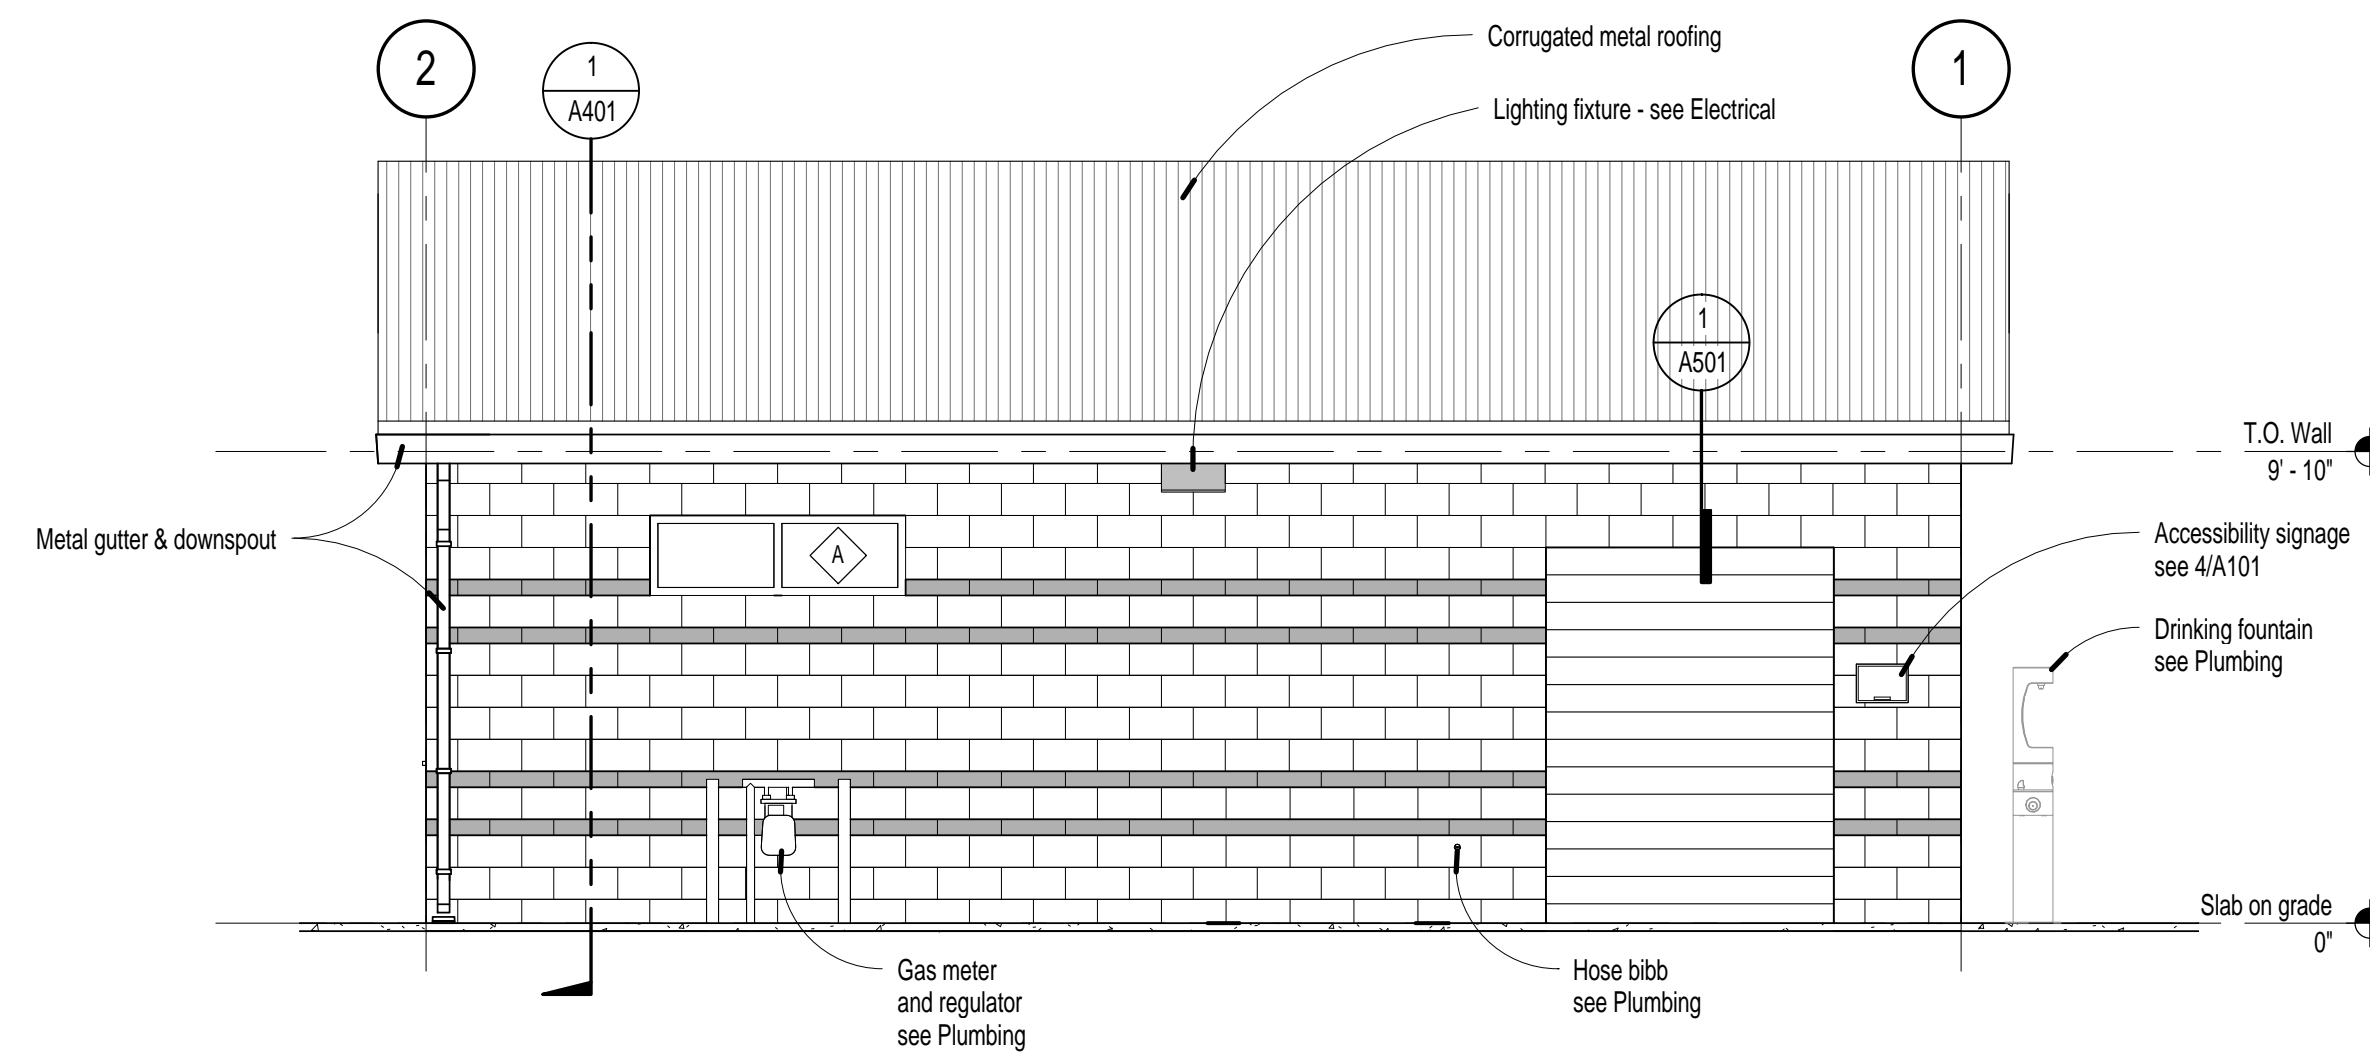 2
1
A401
Corrugated metal roofing
Lighting fixture - see Electrical
1
1
A501
T.O. Wall
9' - 10"
Metal gutter & downspout
A
Accessibility signage
see 4/A101
Drinking fountain
see Plumbing
Slab on grade
0"
Gas meter
and regulator
see Plumbing
Hose bibb
see Plumbing